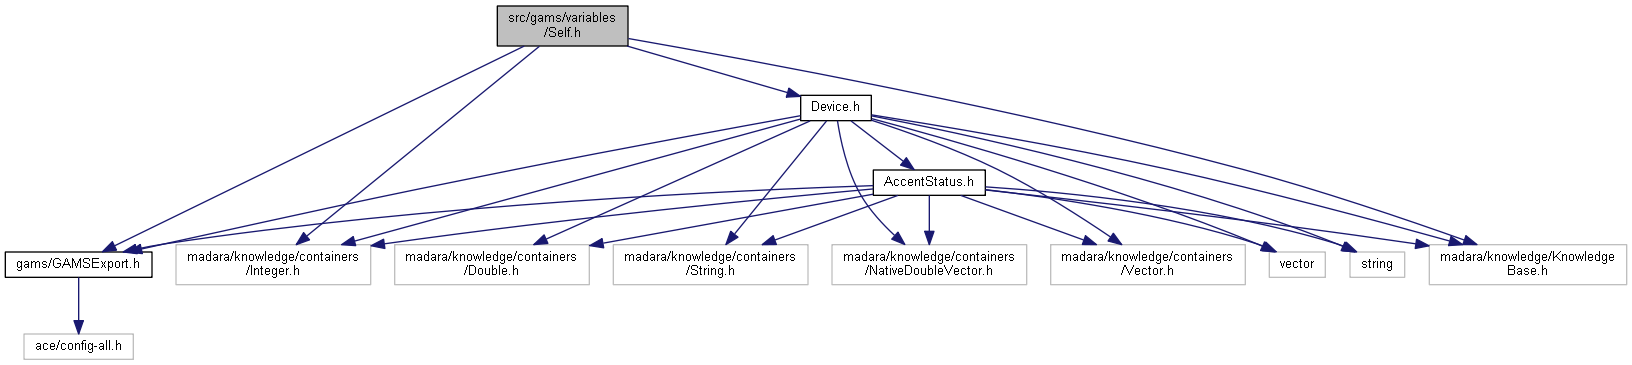 src/gams/variables
/Self.h
Device.h
AccentStatus.h
gams/GAMSExport.h
madara/knowledge/containers
/Integer.h
madara/knowledge/containers
/Double.h
madara/knowledge/containers
/String.h
madara/knowledge/containers
/NativeDoubleVector.h
madara/knowledge/containers
/Vector.h
vector
string
madara/knowledge/Knowledge
Base.h
ace/config-all.h